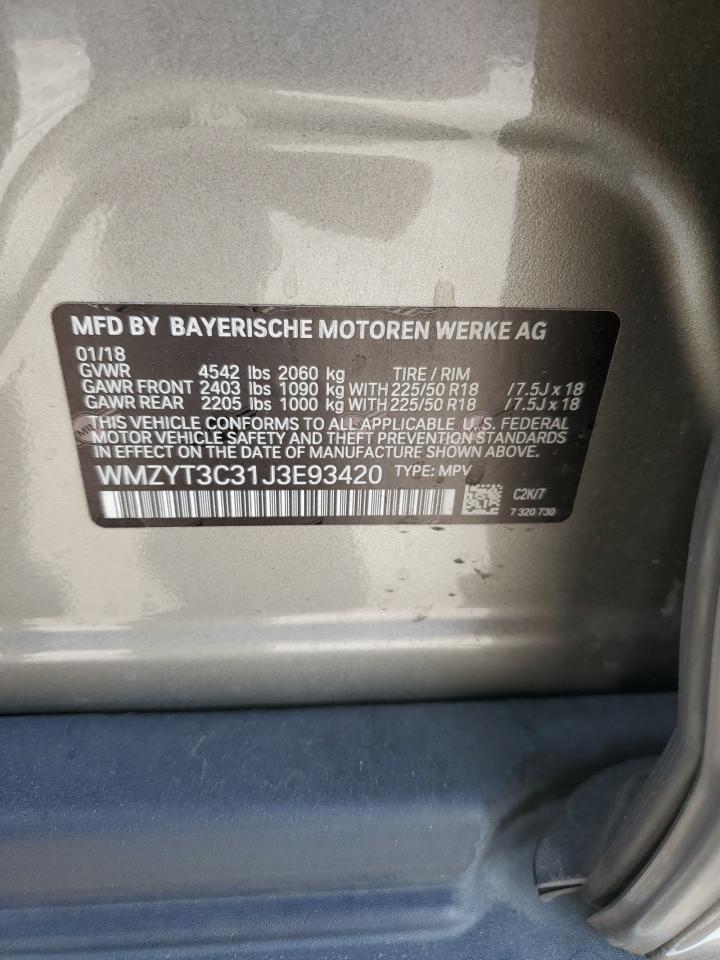 MFD BY BAYERISCHE MOTOREN WERKE AG
01/18
GVWR 4542 lbs 2060 kg TIRE / RIM
GAWR FRONT 2403 lbs 1090 kg WITH 225/50 R18 /7.5J x 18
GAWR REAR 2205 lbs 1000 kg WITH 225/50 R18 /7.5J x 18
THIS VEHICLE CONFORMS TO ALL APPLICABLE U.S. FEDERAL
MOTOR VEHICLE SAFETY AND THEFT PREVENTION STANDARDS
IN EFFECT ON THE DATE OF MANUFACTURE SHOWN ABOVE.
WMZYT3C31J3E93420 TYPE: MPV
C2K/7
7 320 730